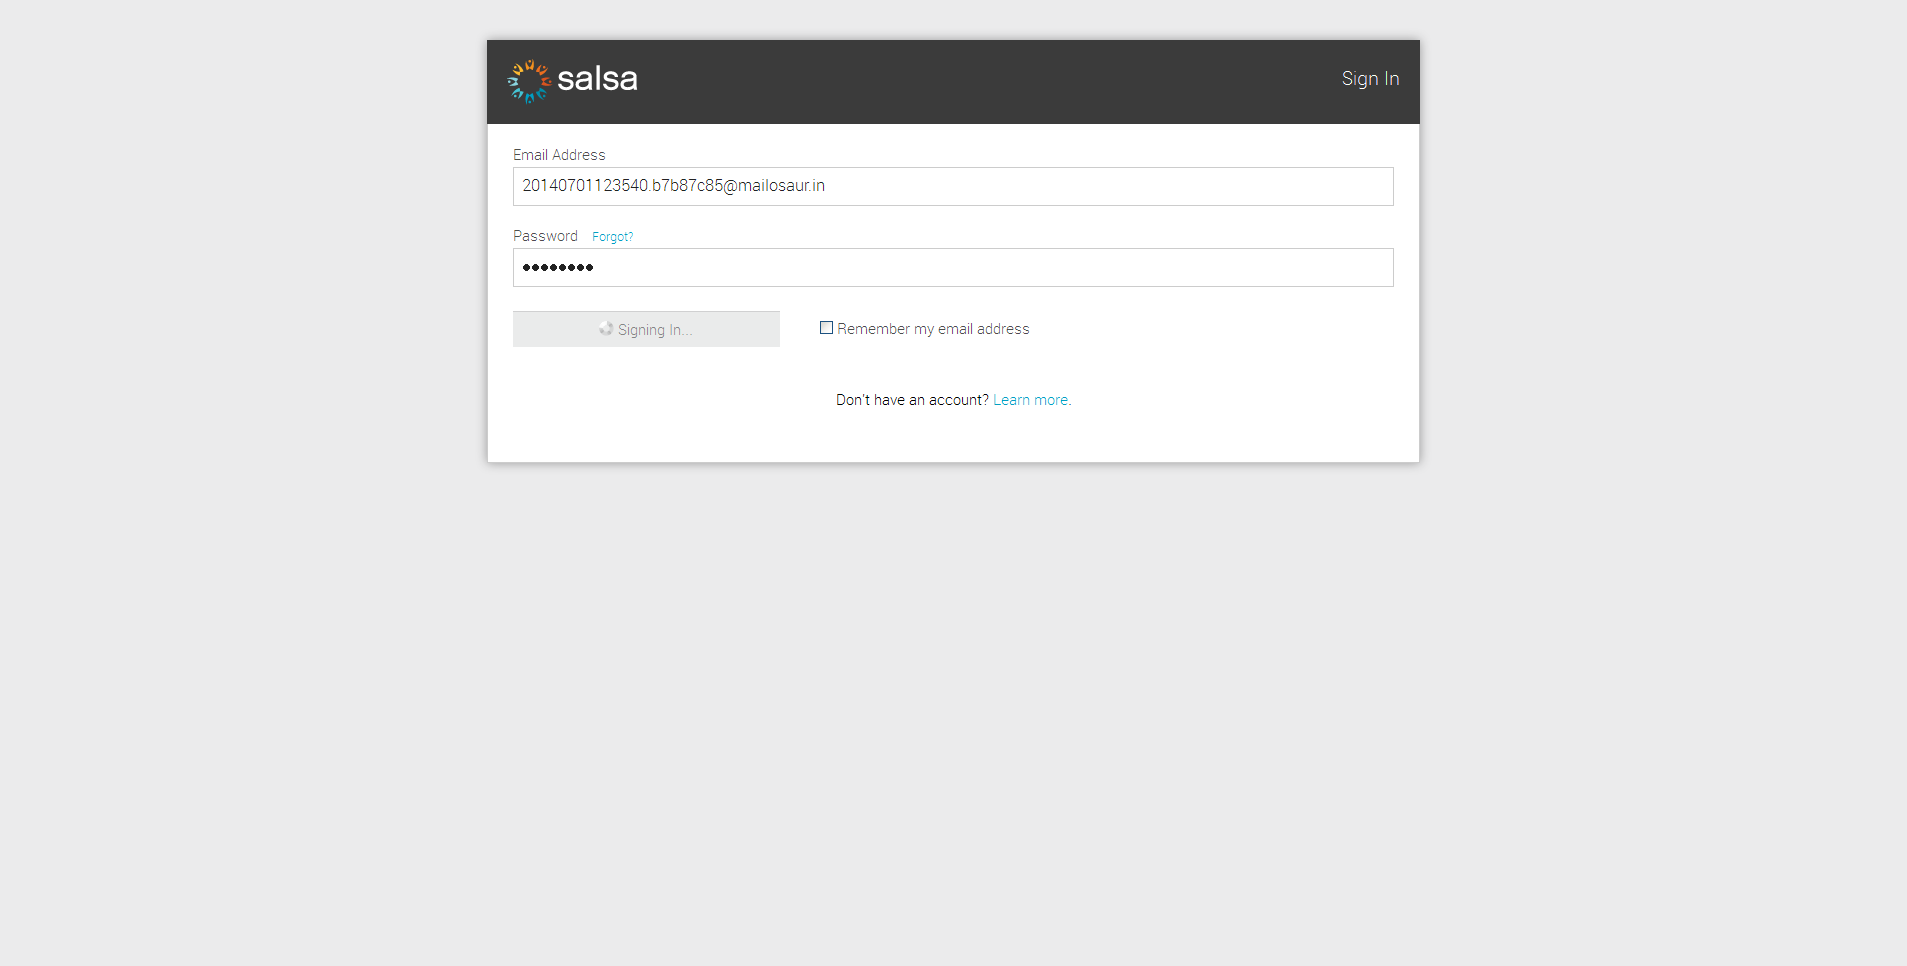 salsa
Sign In
Email Address
20140701123540.b7b87c85@mailosaur.in
Password Forgot?
••••••••
Signing In...
Remember my email address
Don't have an account? Learn more.